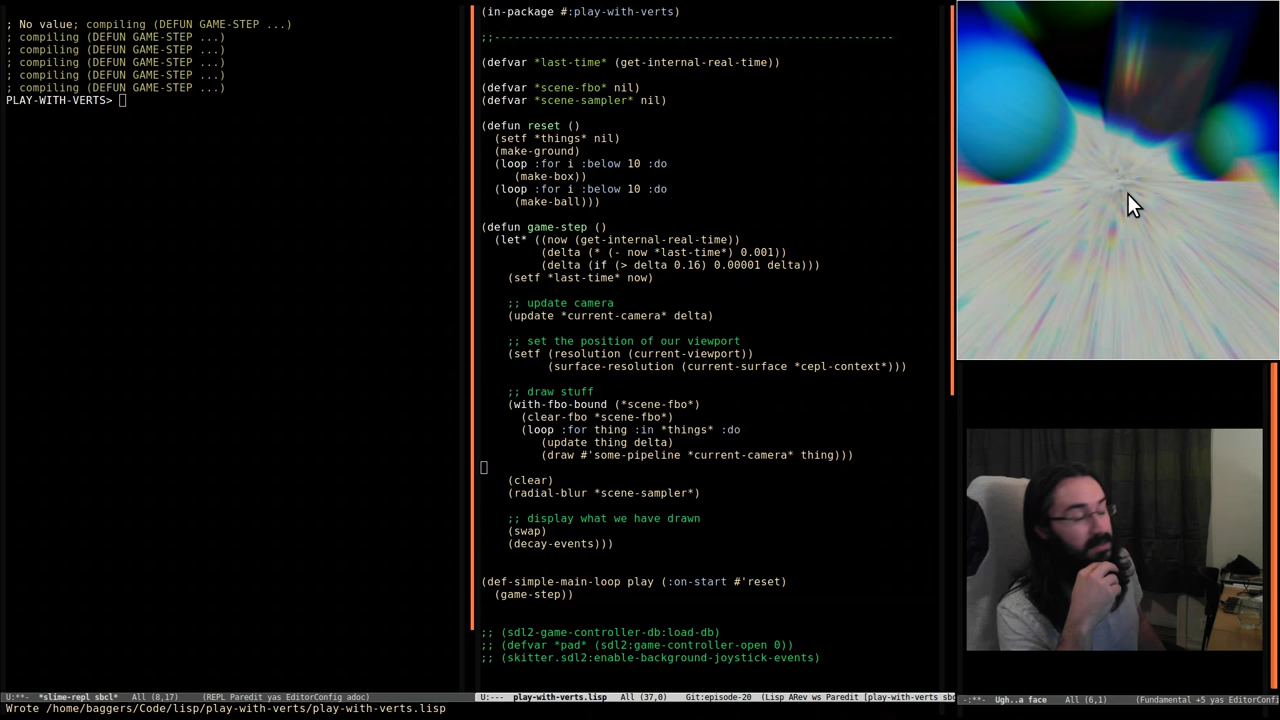 ; No value; compiling (DEFUN GAME-STEP ...)
; compiling (DEFUN GAME-STEP ...)
; compiling (DEFUN GAME-STEP ...)
; compiling (DEFUN GAME-STEP ...)
; compiling (DEFUN GAME-STEP ...)
; compiling (DEFUN GAME-STEP ...)
PLAY-WITH-VERTS>
(in-package #:play-with-verts)
;;------------------------------------------------------------
(defvar *last-time* (get-internal-real-time))
(defvar *scene-fbo* nil)
(defvar *scene-sampler* nil)
(defun reset ()
(setf *things* nil)
(make-ground)
(loop :for i :below 10 :do
(make-box))
(loop :for i :below 10 :do
(make-ball)))
(defun game-step ()
(let* ((now (get-internal-real-time))
(delta (* (- now *last-time*) 0.001))
(delta (if (> delta 0.16) 0.00001 delta)))
(setf *last-time* now)
;; update camera
(update *current-camera* delta)
;; set the position of our viewport
(setf (resolution (current-viewport))
(surface-resolution (current-surface *cepl-context*)))
;; draw stuff
(with-fbo-bound (*scene-fbo*)
(clear-fbo *scene-fbo*)
(loop :for thing :in *things* :do
(update thing delta)
(draw #'some-pipeline *current-camera* thing)))
(clear)
(radial-blur *scene-sampler*)
;; display what we have drawn
(swap)
(decay-events)))
(def-simple-main-loop play (:on-start #'reset)
(game-step))
;; (sdl2-game-controller-db:load-db)
;; (defvar *pad* (sdl2:game-controller-open 0))
;; (skitter.sdl2:enable-background-joystick-events)
U:**- *slime-repl sbcl* All (8,17) (REPL Paredit yas EditorConfig adoc)
U:--- play-with-verts.lisp All (37,0) Git:episode-20 (Lisp ARev ws Paredit [play-with-verts sbc
-:**- Ugh..a face All (6,1) (Fundamental +5 yas EditorConfi
Wrote /home/baggers/Code/lisp/play-with-verts/play-with-verts.lisp